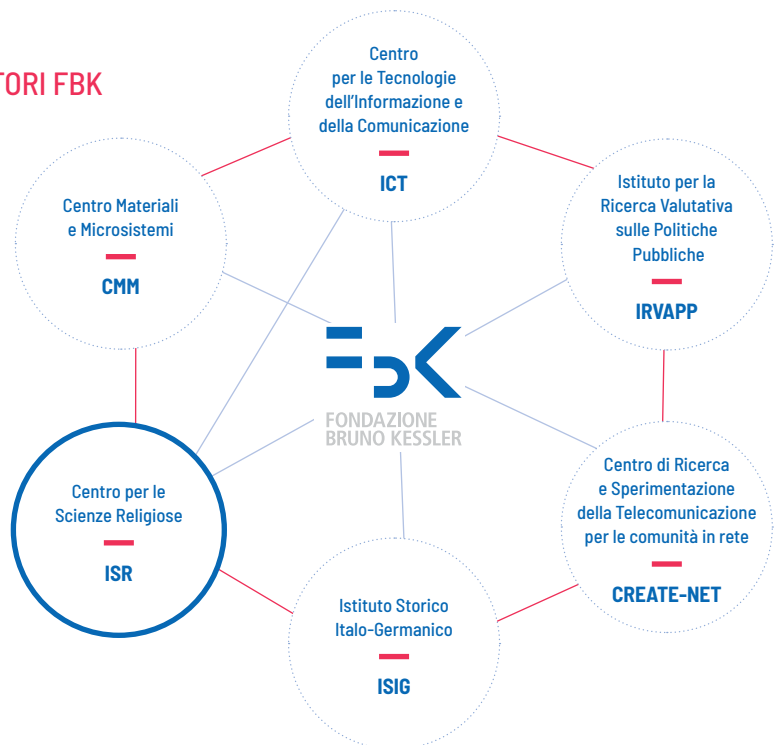 TORI FBK
Centro
per le Tecnologie
dell'Informazione e
della Comunicazione
ICT
Centro Materiali
e Microsistemi
CMM
Istituto per la
Ricerca Valutativa
sulle Politiche
Pubbliche
IRVAPP
FBK
FONDAZIONE
BRUNO KESSLER
Centro per le
Scienze Religiose
ISR
Centro di Ricerca
e Sperimentazione
della Telecomunicazione
per le comunità in rete
CREATE-NET
Istituto Storico
Italo-Germanico
ISIG